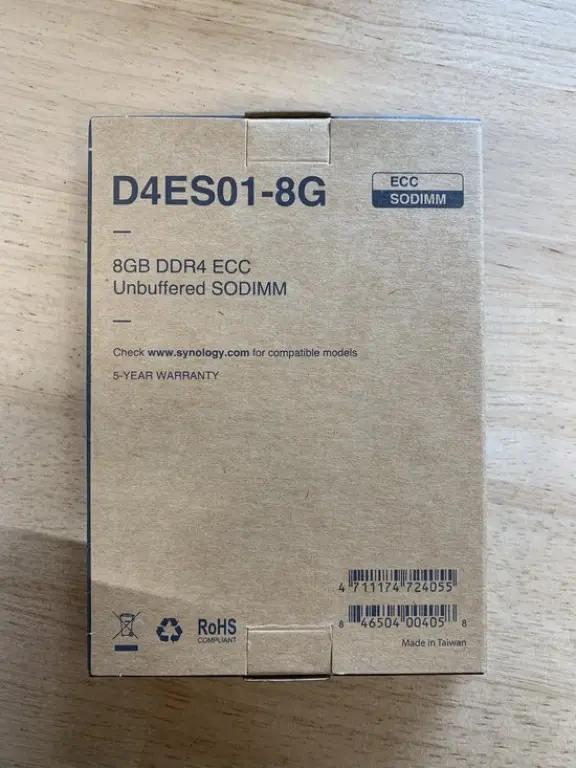 D4ES01-8G
ECC
SODIMM
8GB DDR4 ECC
Unbuffered SODIMM
Check www.synology.com for compatible models
5-YEAR WARRANTY
4 711174 724055
8 46504 00405 8
RoHS
COMPLIANT
Made in Taiwan